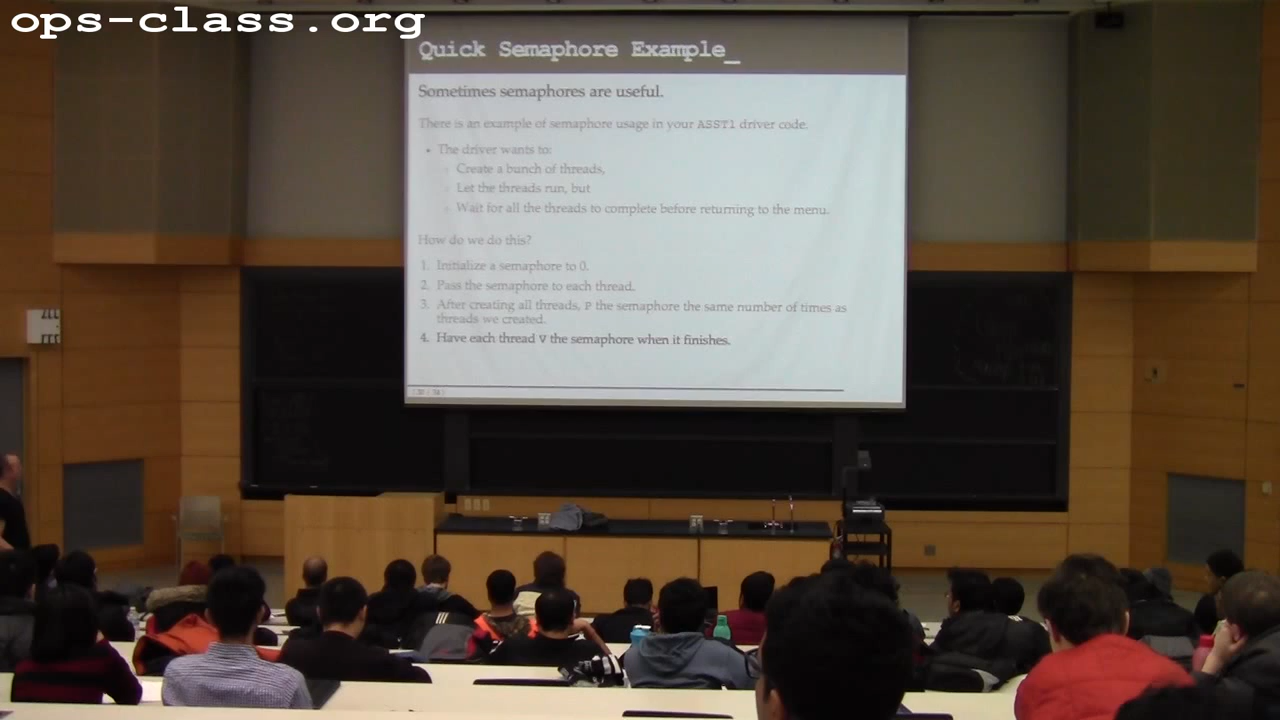 ops-class.org
Quick Semaphore Example_
Sometimes semaphores are useful.
There is an example of semaphore usage in your ASST1 driver code.
• The driver wants to:
◦ Create a bunch of threads,
◦ Let the threads run, but
◦ Wait for all the threads to complete before returning to the menu.
How do we do this?
1. Initialize a semaphore to 0.
2. Pass the semaphore to each thread.
3. After creating all threads, P the semaphore the same number of times as
threads we created.
4. Have each thread V the semaphore when it finishes.